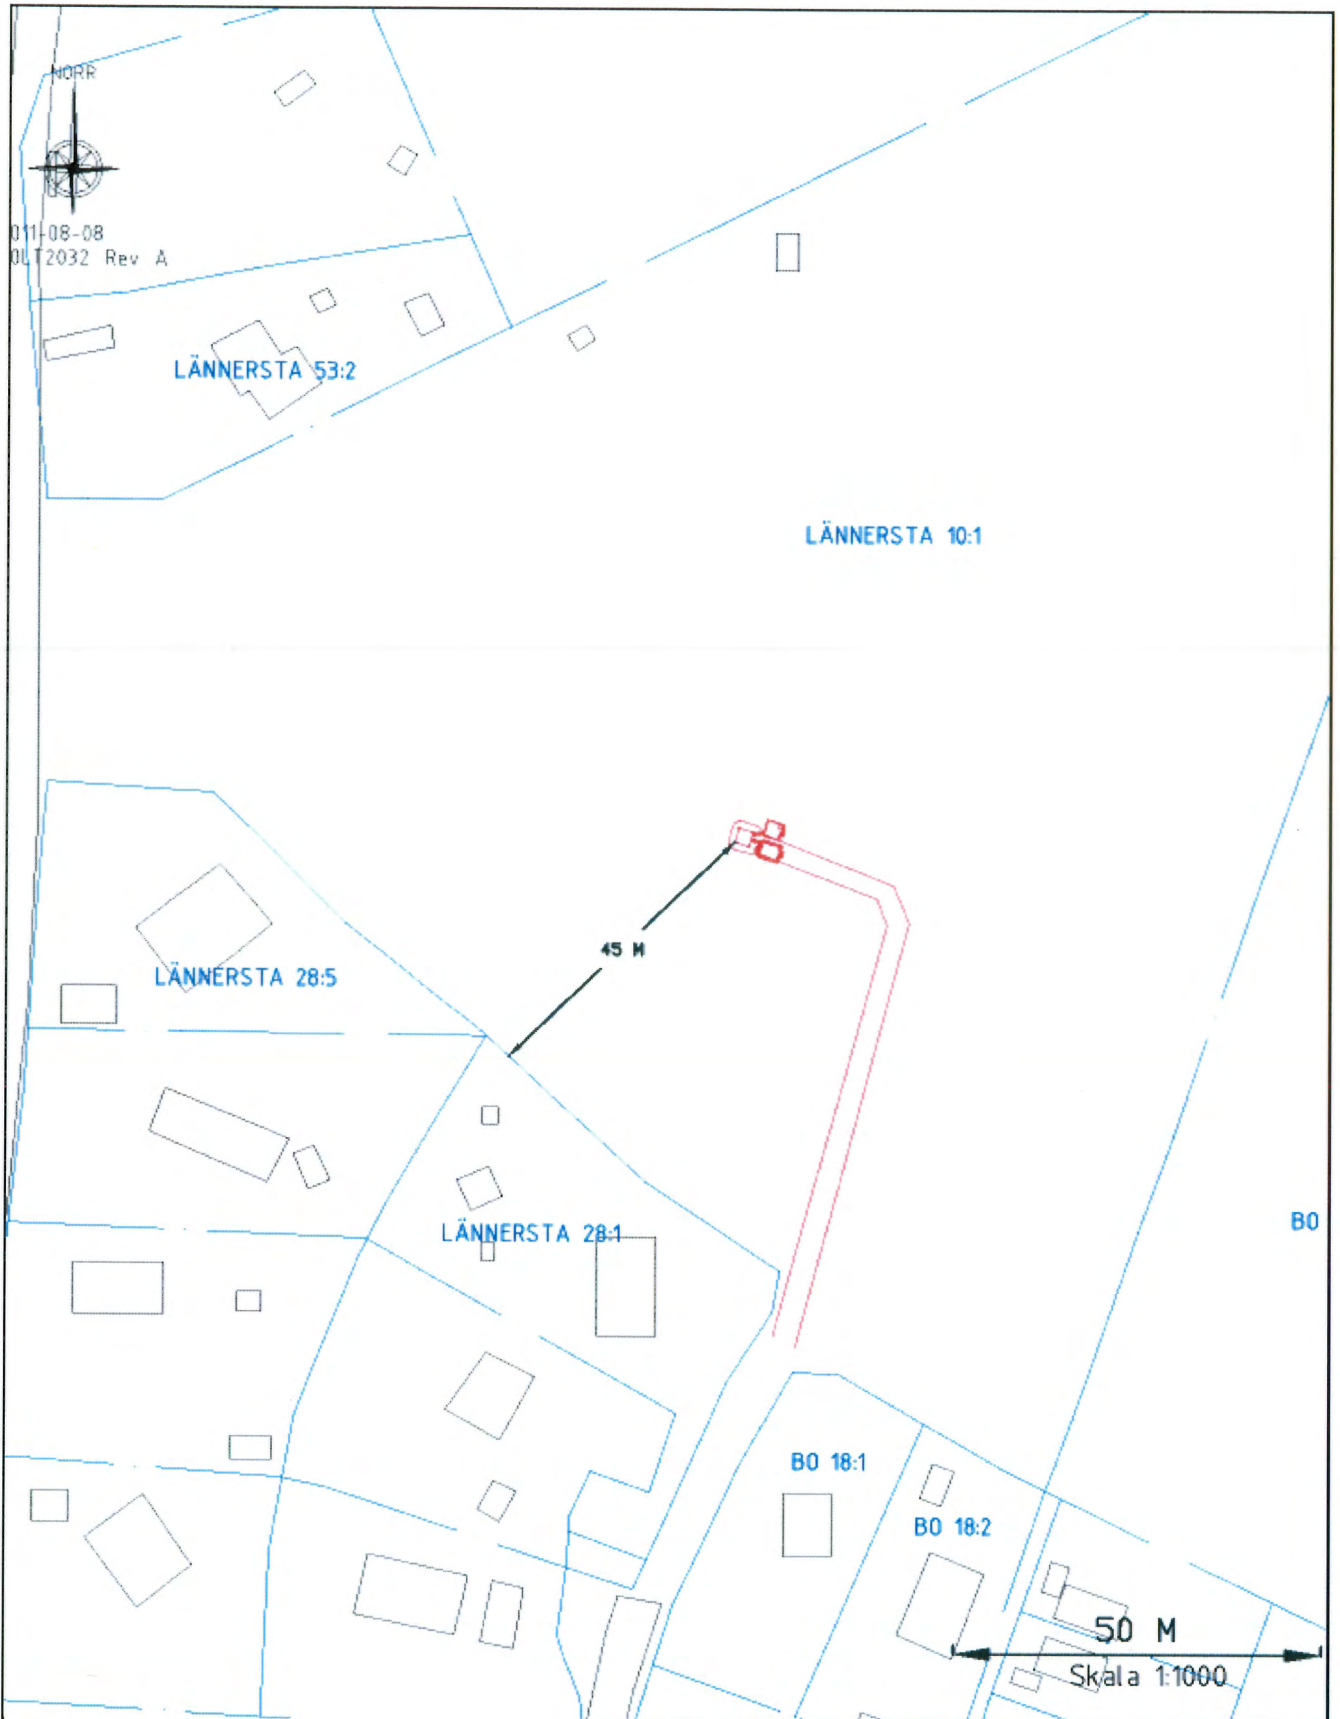 NORR
011-08-08
0LT2032 Rev A
LÄNNERSTA 53:2
LÄNNERSTA 10:1
45 M
LÄNNERSTA 28:5
LÄNNERSTA 28:1
BO
BO 18:1
BO 18:2
50 M
Skala 1:1000